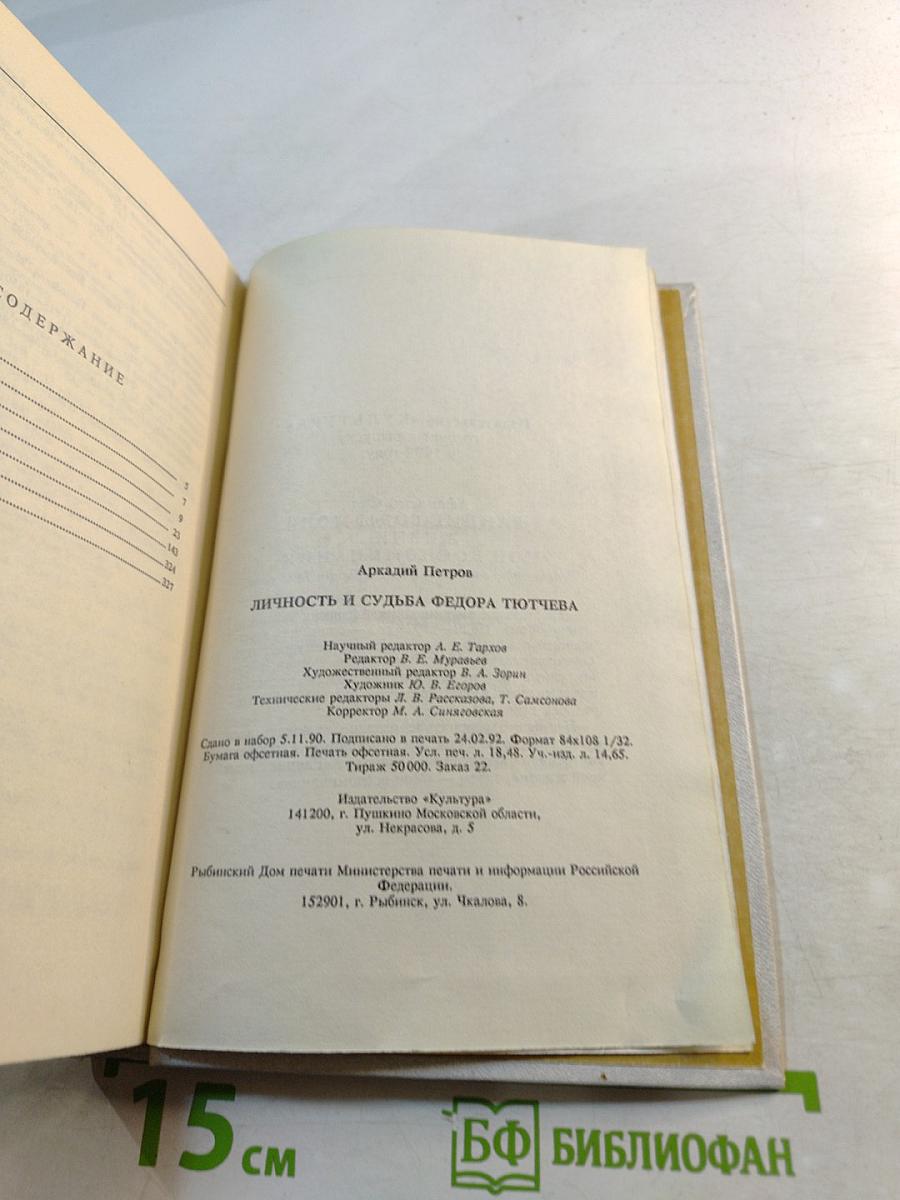 СОДЕРЖАНИЕ
5
7
9
23
143
324
327
Аркадий Петров
ЛИЧНОСТЬ И СУДЬБА ФЕДОРА ТЮТЧЕВА
Научный редактор А. Е. Тархов
Редактор В. Е. Муравьев
Художественный редактор В. А. Зорин
Художник Ю. В. Егоров
Технические редакторы Л. В. Рассказова, Т. Самсонова
Корректор М. А. Синяговская
Сдано в набор 5.11.90. Подписано в печать 24.02.92. Формат 84x108 1/32.
Бумага офсетная. Печать офсетная. Усл. печ. л. 18,48. Уч.-изд. л. 14,65.
Тираж 50 000. Заказ 22.
Издательство «Культура»
141200, г. Пушкино Московской области,
ул. Некрасова, д. 5
Рыбинский Дом печати Министерства печати и информации Российской
Федерации.
152901, г. Рыбинск, ул. Чкалова, 8.
15 см
БФ БИБЛИОФАН